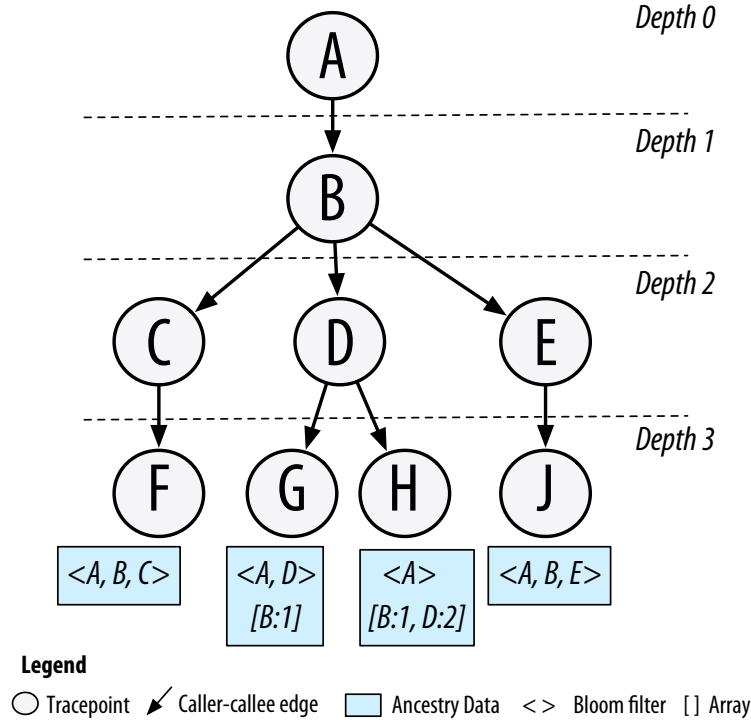 Depth 0
A
Depth 1
B
Depth 2
C D E
Depth 3
F G H J
<A, B, C> <A, D> <A> <A, B, E>
[B:1] [B:1, D:2]
Legend
Tracepoint Caller-callee edge Ancestry Data < > Bloom filter [ ] Array